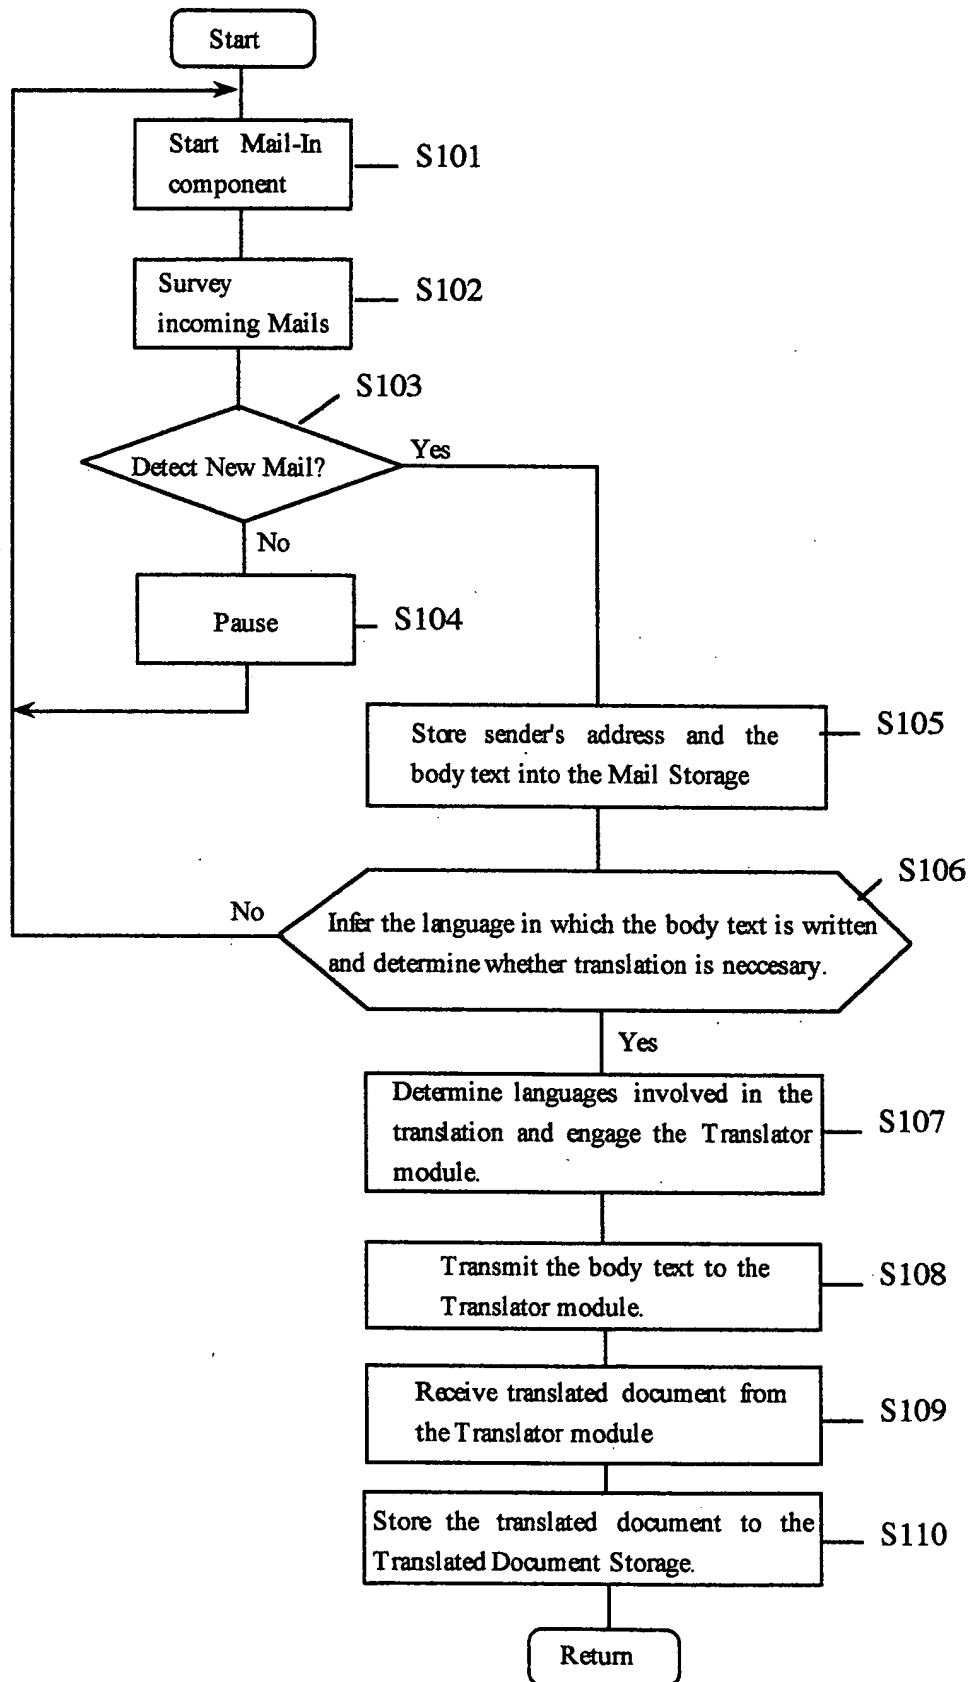 Start
Start Mail-In
component
S101
Survey
incoming Mails
S102
S103
Detect New Mail?
Yes
No
Pause
S104
Store sender's address and the
body text into the Mail Storage
S105
S106
No
Infer the language in which the body text is written
and determine whether translation is neccesary.
Yes
Determine languages involved in the
translation and engage the Translator
module.
S107
Transmit the body text to the
Translator module.
S108
Receive translated document from
the Translator module
S109
Store the translated document to the
Translated Document Storage.
S110
Return